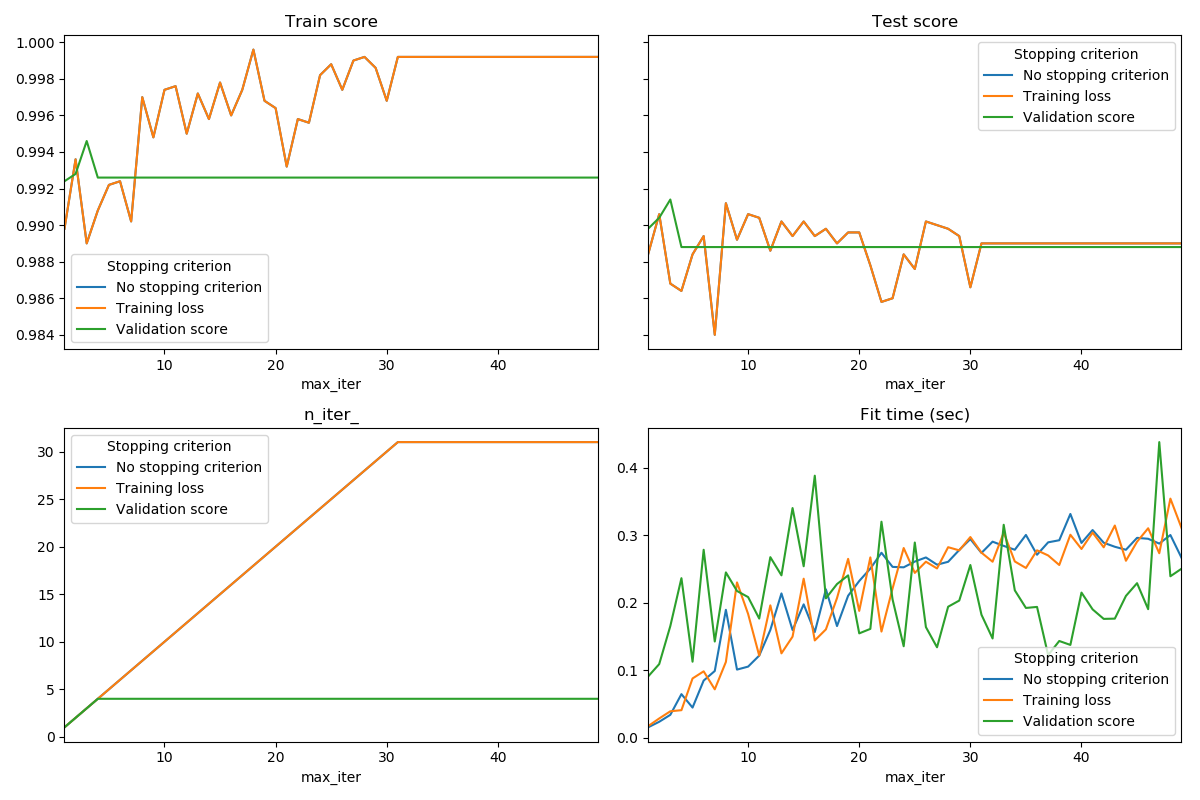 Train score
1.000
0.998
0.996
0.994
0.992
0.990
0.988
0.986
0.984
Stopping criterion
No stopping criterion
Training loss
Validation score
10 20 30 40
max_iter
Test score
Stopping criterion
No stopping criterion
Training loss
Validation score
10 20 30 40
max_iter
n_iter_
30
25
20
15
10
5
0
Stopping criterion
No stopping criterion
Training loss
Validation score
10 20 30 40
max_iter
Fit time (sec)
0.4
0.3
0.2
0.1
0.0
Stopping criterion
No stopping criterion
Training loss
Validation score
10 20 30 40
max_iter